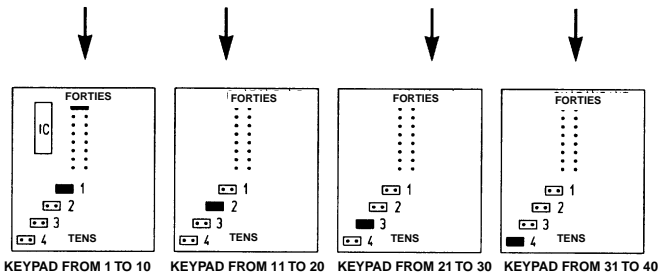 FORTIES
IC
1
2
3
4 TENS
KEYPAD FROM 1 TO 10
FORTIES
1
2
3
4 TENS
KEYPAD FROM 11 TO 20
FORTIES
1
2
3
4 TENS
KEYPAD FROM 21 TO 30
FORTIES
1
2
3
4 TENS
KEYPAD FROM 31 TO 40